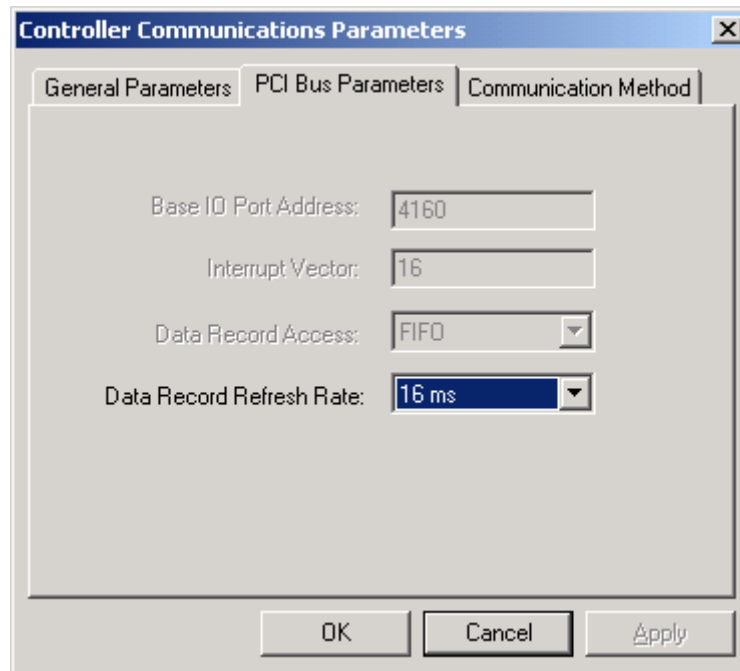 Controller Communications Parameters
General Parameters PCI Bus Parameters Communication Method
Base IO Port Address: 4160
Interrupt Vector: 16
Data Record Access: FIFO
Data Record Refresh Rate: 16 ms
OK Cancel Apply